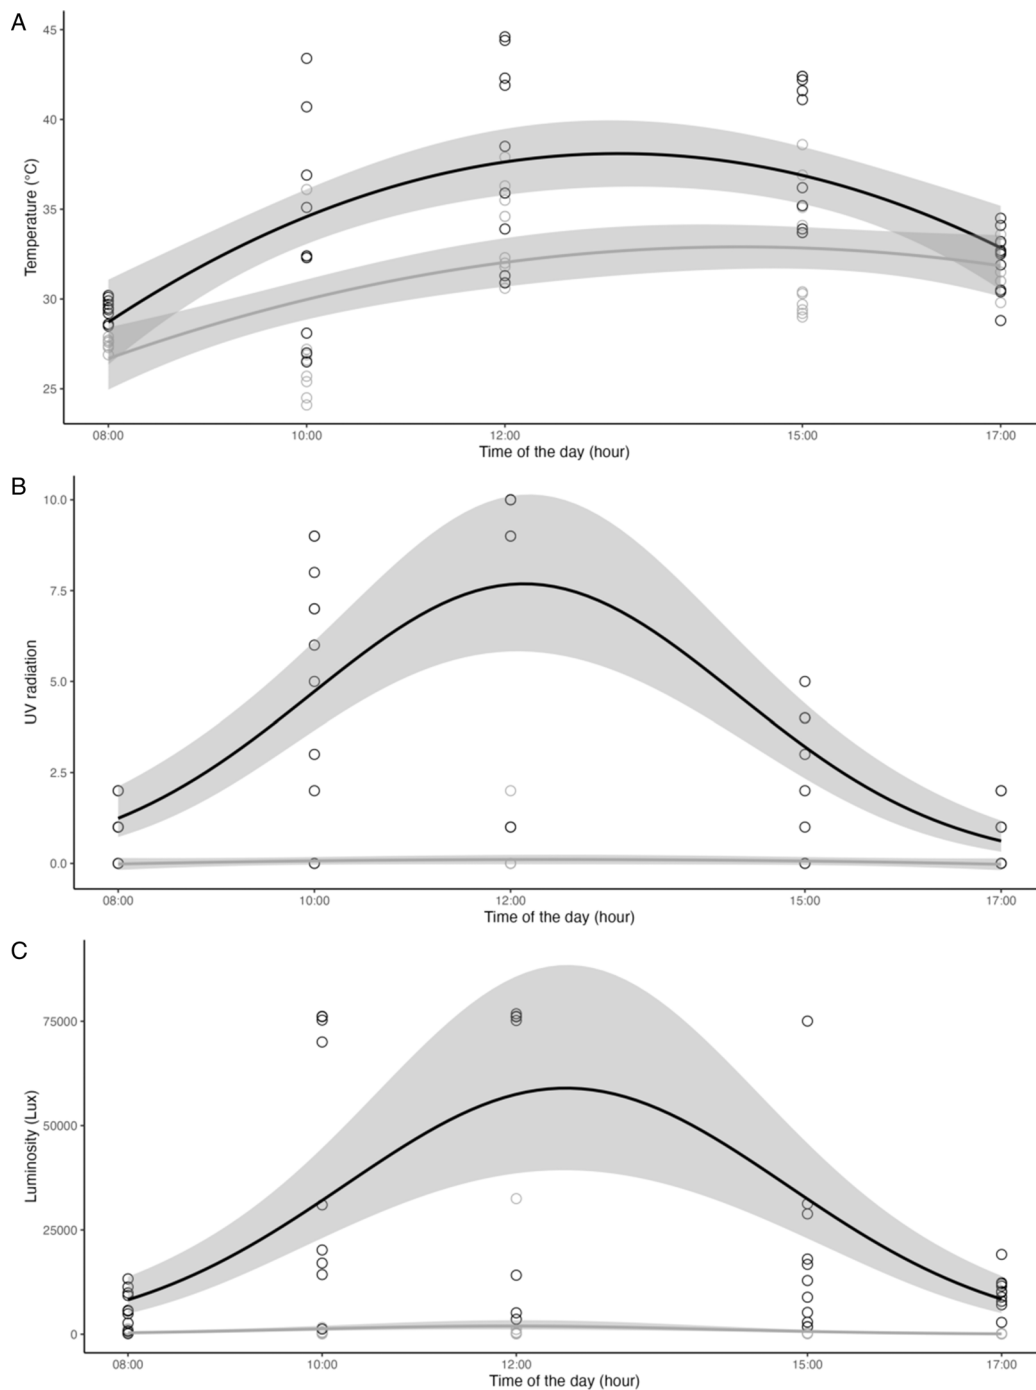 A
45
40
35
30
25
Temperature (°C)
08:00 10:00 12:00 15:00 17:00
Time of the day (hour)
B
10.0
7.5
5.0
2.5
0.0
UV radiation
08:00 10:00 12:00 15:00 17:00
Time of the day (hour)
C
75000
50000
25000
0
Luminosity (Lux)
08:00 10:00 12:00 15:00 17:00
Time of the day (hour)